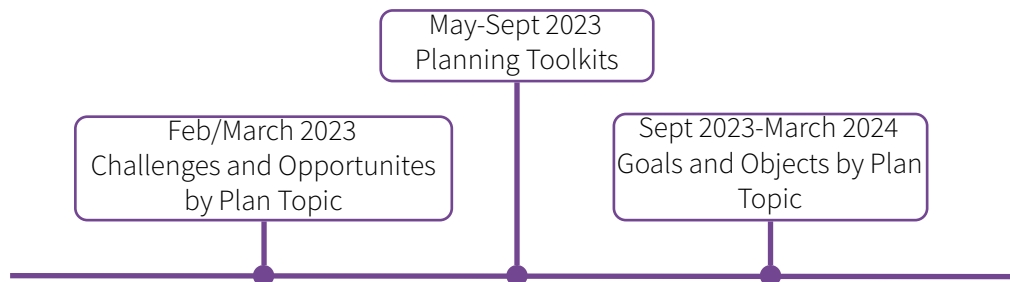 May-Sept 2023
Planning Toolkits
Feb/March 2023
Challenges and Opportunites
by Plan Topic
Sept 2023-March 2024
Goals and Objects by Plan
Topic